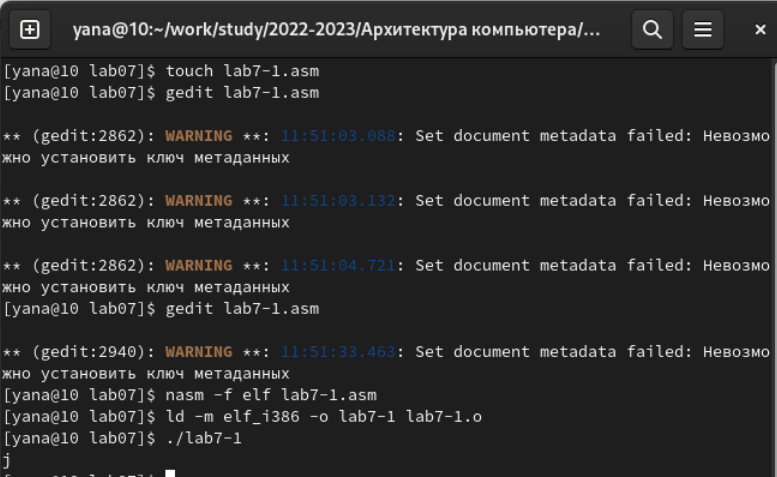 yana@10:~/work/study/2022-2023/Архитектура компьютера/...
[yana@10 lab07]$ touch lab7-1.asm
[yana@10 lab07]$ gedit lab7-1.asm
** (gedit:2862): WARNING **: 11:51:03.088: Set document metadata failed: Невозмо
жно установить ключ метаданных
** (gedit:2862): WARNING **: 11:51:03.132: Set document metadata failed: Невозмо
жно установить ключ метаданных
** (gedit:2862): WARNING **: 11:51:04.721: Set document metadata failed: Невозмо
жно установить ключ метаданных
[yana@10 lab07]$ gedit lab7-1.asm
** (gedit:2940): WARNING **: 11:51:33.463: Set document metadata failed: Невозмо
жно установить ключ метаданных
[yana@10 lab07]$ nasm -f elf lab7-1.asm
[yana@10 lab07]$ ld -m elf_i386 -o lab7-1 lab7-1.o
[yana@10 lab07]$ ./lab7-1
j